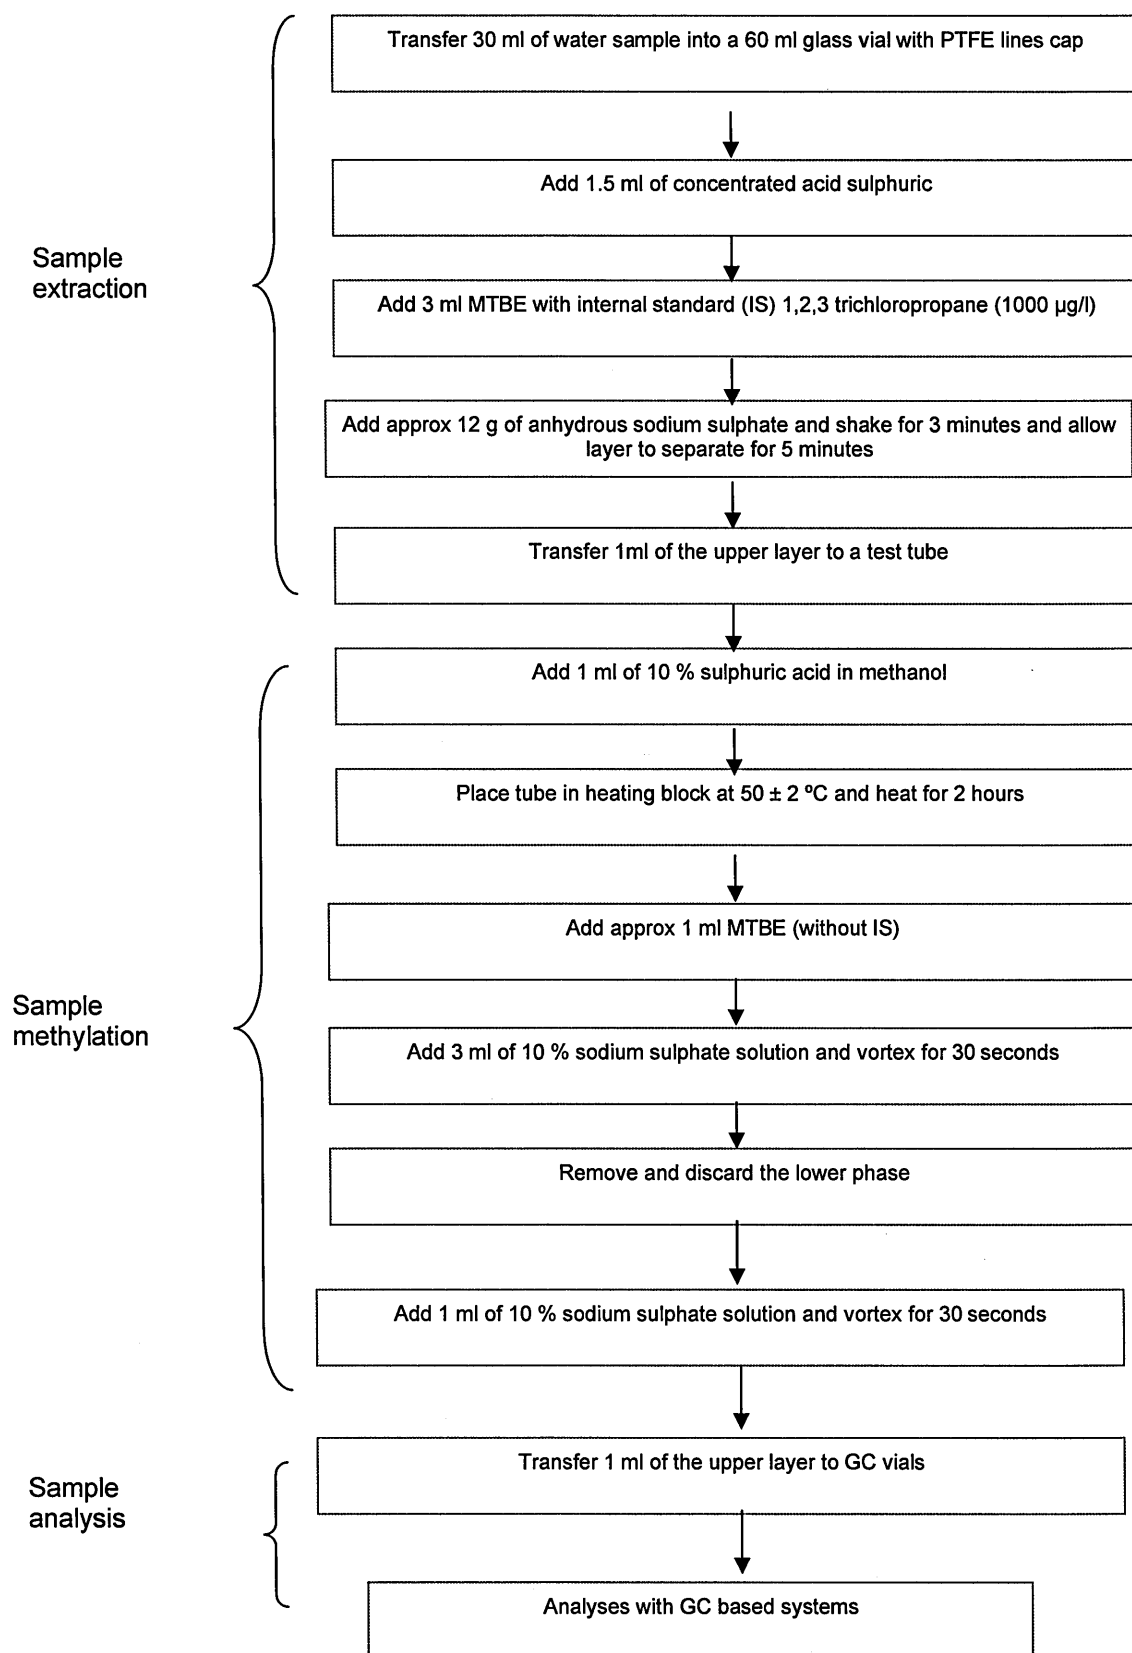 Transfer 30 ml of water sample into a 60 ml glass vial with PTFE lines cap
Add 1.5 ml of concentrated acid sulphuric
Sample
extraction
Add 3 ml MTBE with internal standard (IS) 1,2,3 trichloropropane (1000 µg/l)
Add approx 12 g of anhydrous sodium sulphate and shake for 3 minutes and allow
layer to separate for 5 minutes
Transfer 1ml of the upper layer to a test tube
Add 1 ml of 10 % sulphuric acid in methanol
Place tube in heating block at 50 ± 2 ºC and heat for 2 hours
Add approx 1 ml MTBE (without IS)
Sample
methylation
Add 3 ml of 10 % sodium sulphate solution and vortex for 30 seconds
Remove and discard the lower phase
Add 1 ml of 10 % sodium sulphate solution and vortex for 30 seconds
Transfer 1 ml of the upper layer to GC vials
Sample
analysis
Analyses with GC based systems